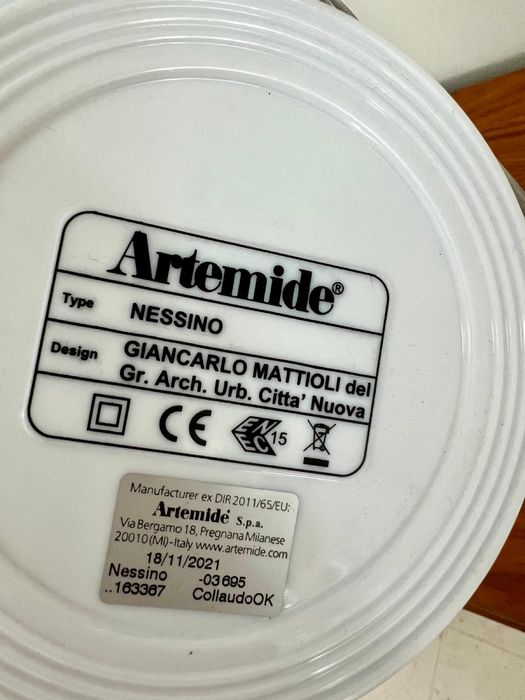 Artemide®
Type NESSINO
Design GIANCARLO MATTIOLI del
Gr. Arch. Urb. Citta' Nuova
CE EN EC 15
Manufacturer ex DIR 2011/65/EU:
Artemide S.p.a.
Via Bergamo 18, Pregnana Milanese
20010 (MI)-Italy www.artemide.com
18/11/2021
Nessino -03695
..163367 CollaudoOK